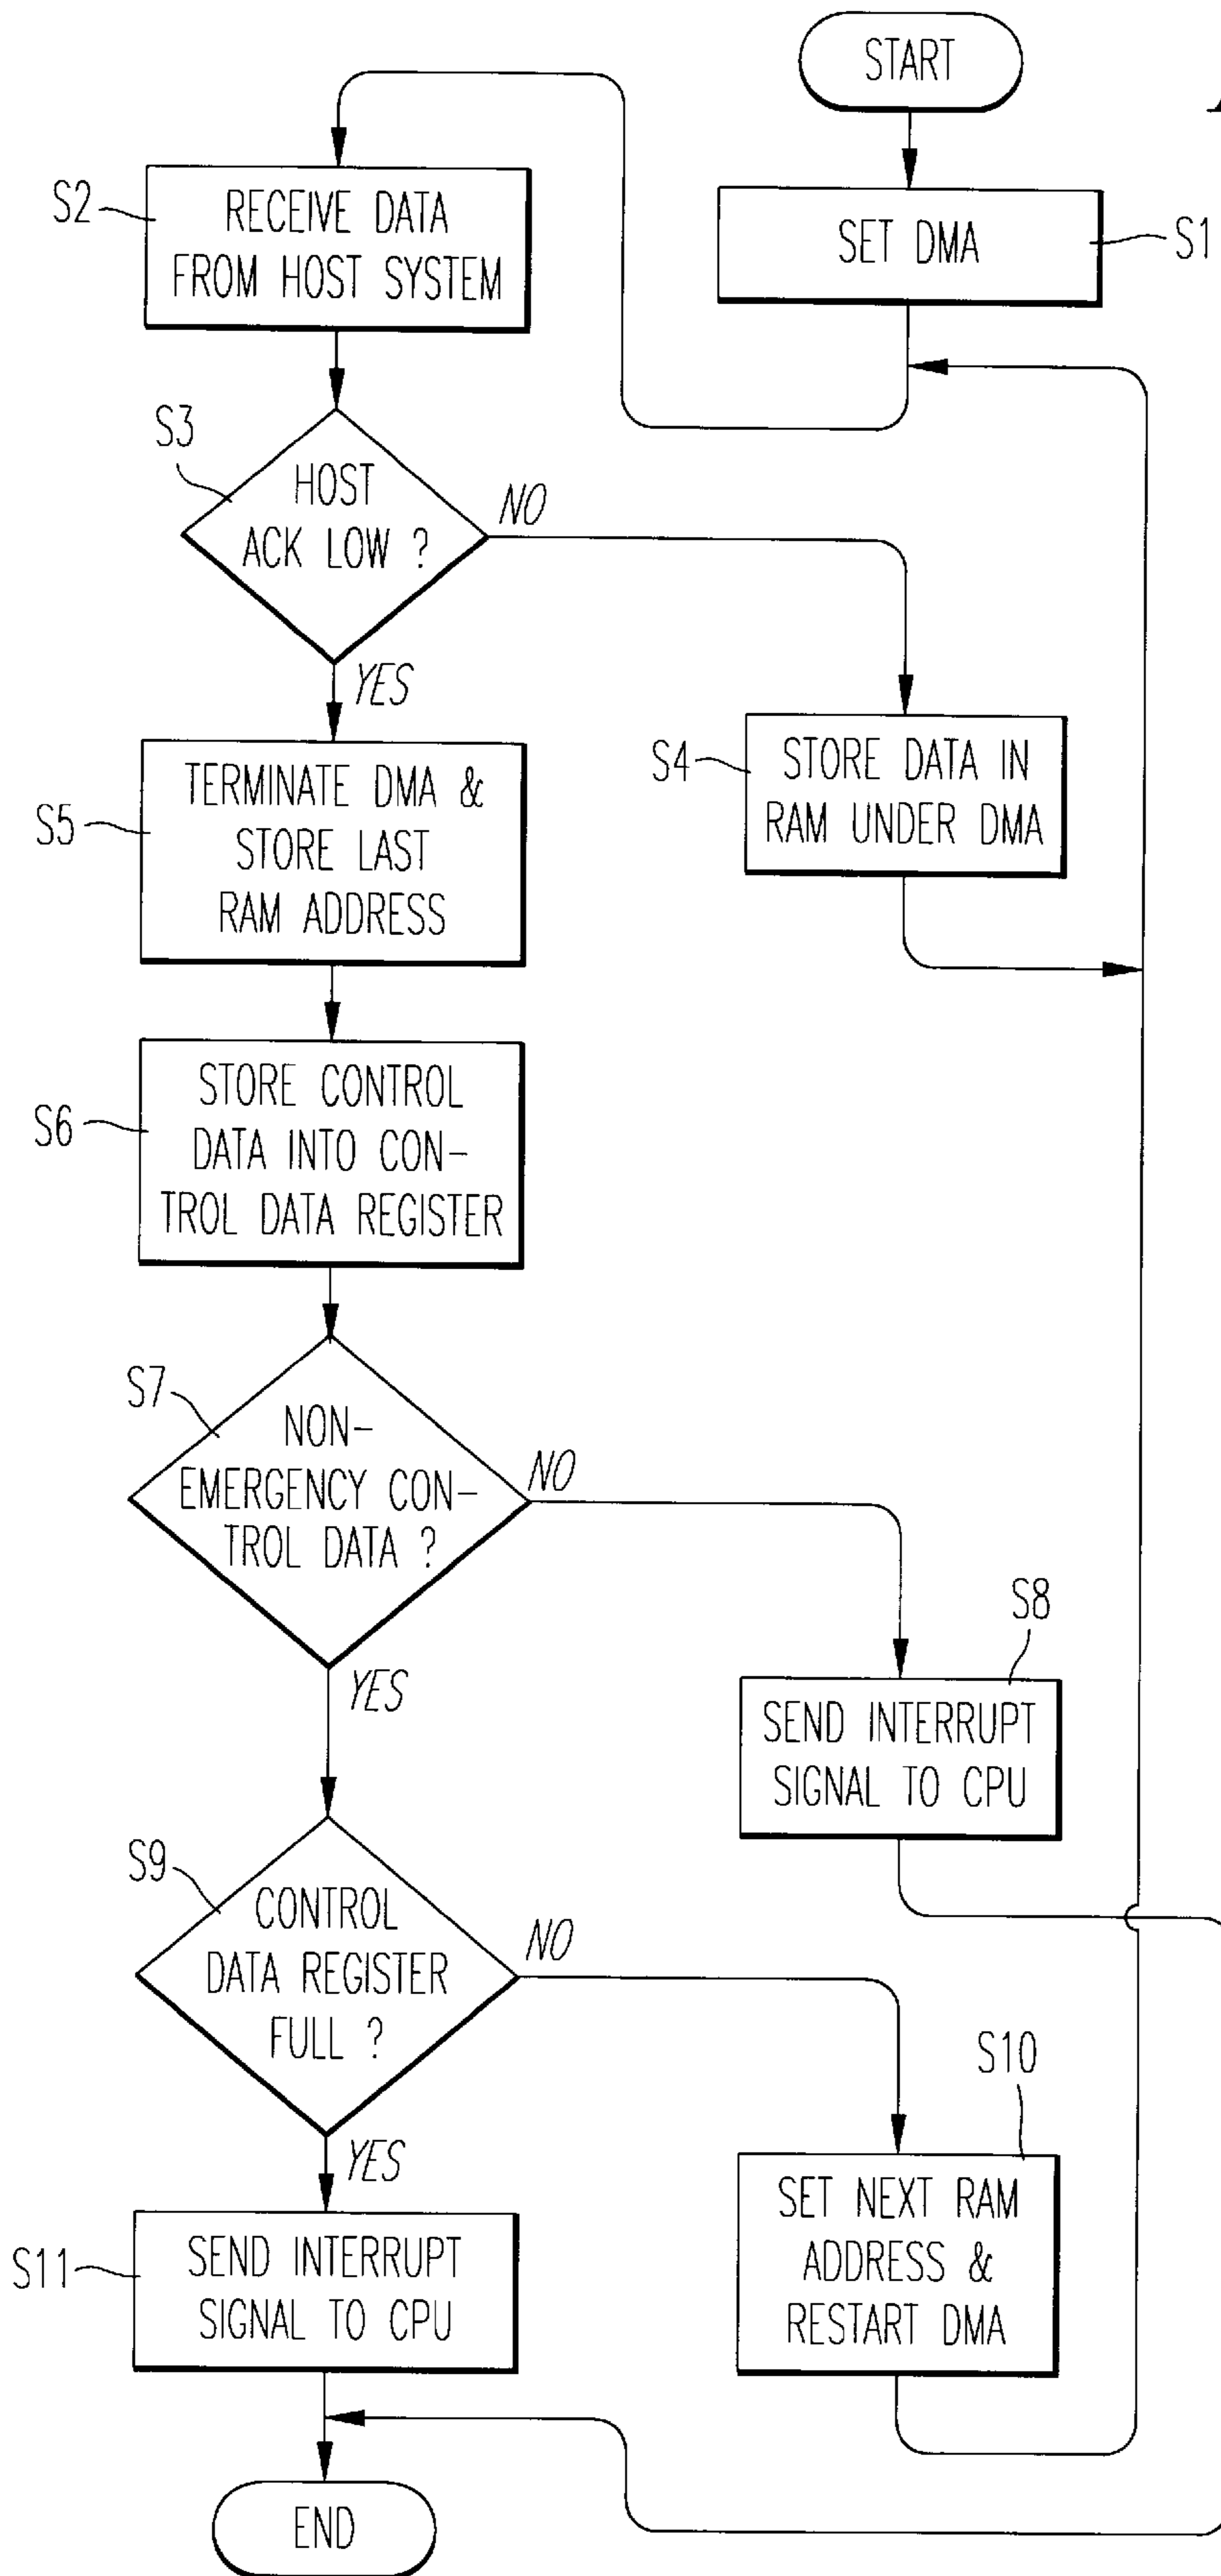 START
SET DMA
S1
S2
RECEIVE DATA
FROM HOST SYSTEM
S3
HOST
ACK LOW ?
NO
YES
S4
STORE DATA IN
RAM UNDER DMA
S5
TERMINATE DMA &
STORE LAST
RAM ADDRESS
S6
STORE CONTROL
DATA INTO CON-
TROL DATA REGISTER
S7
NON-
EMERGENCY CON-
TROL DATA ?
NO
YES
S8
SEND INTERRUPT
SIGNAL TO CPU
S9
CONTROL
DATA REGISTER
FULL ?
NO
YES
S10
SET NEXT RAM
ADDRESS &
RESTART DMA
S11
SEND INTERRUPT
SIGNAL TO CPU
END